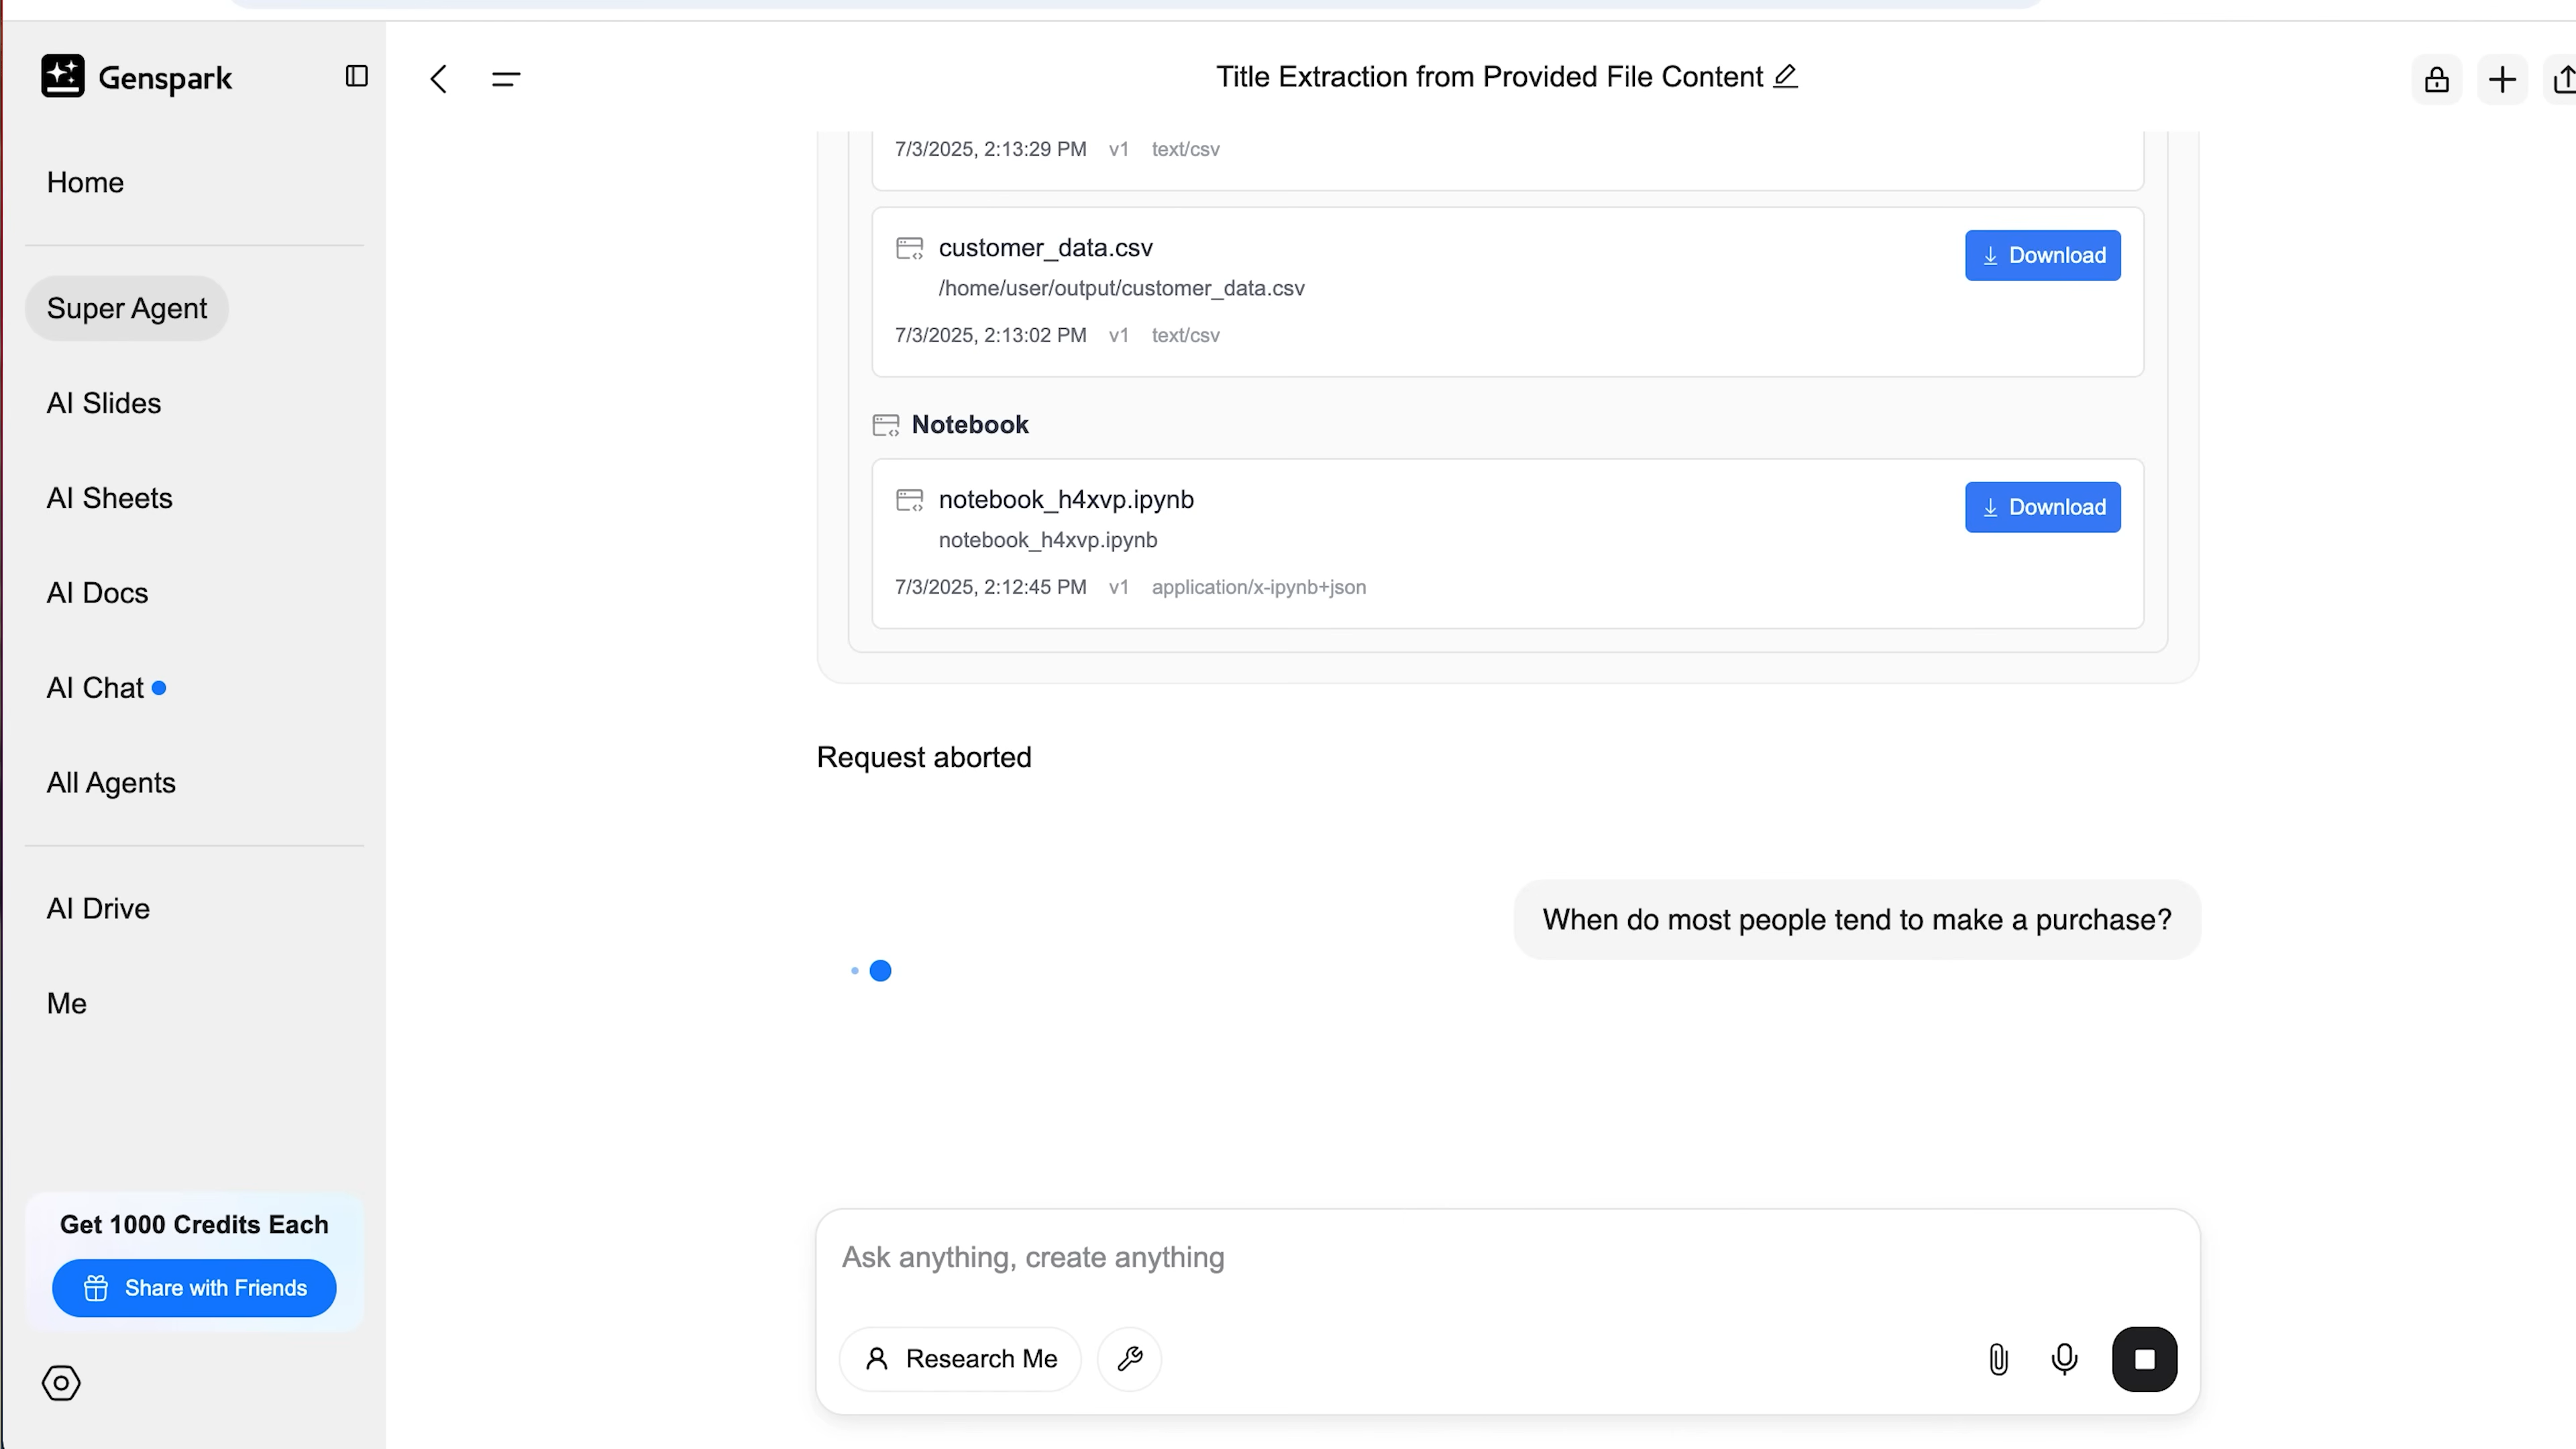 Genspark
Home
Super Agent
AI Slides
AI Sheets
AI Docs
AI Chat
All Agents
AI Drive
Me
Get 1000 Credits Each
Share with Friends
Title Extraction from Provided File Content
7/3/2025, 2:13:29 PM v1 text/csv
customer_data.csv
Download
/home/user/output/customer_data.csv
7/3/2025, 2:13:02 PM v1 text/csv
Notebook
notebook_h4xvp.ipynb
Download
notebook_h4xvp.ipynb
7/3/2025, 2:12:45 PM v1 application/x-ipynb+json
Request aborted
When do most people tend to make a purchase?
Ask anything, create anything
Research Me